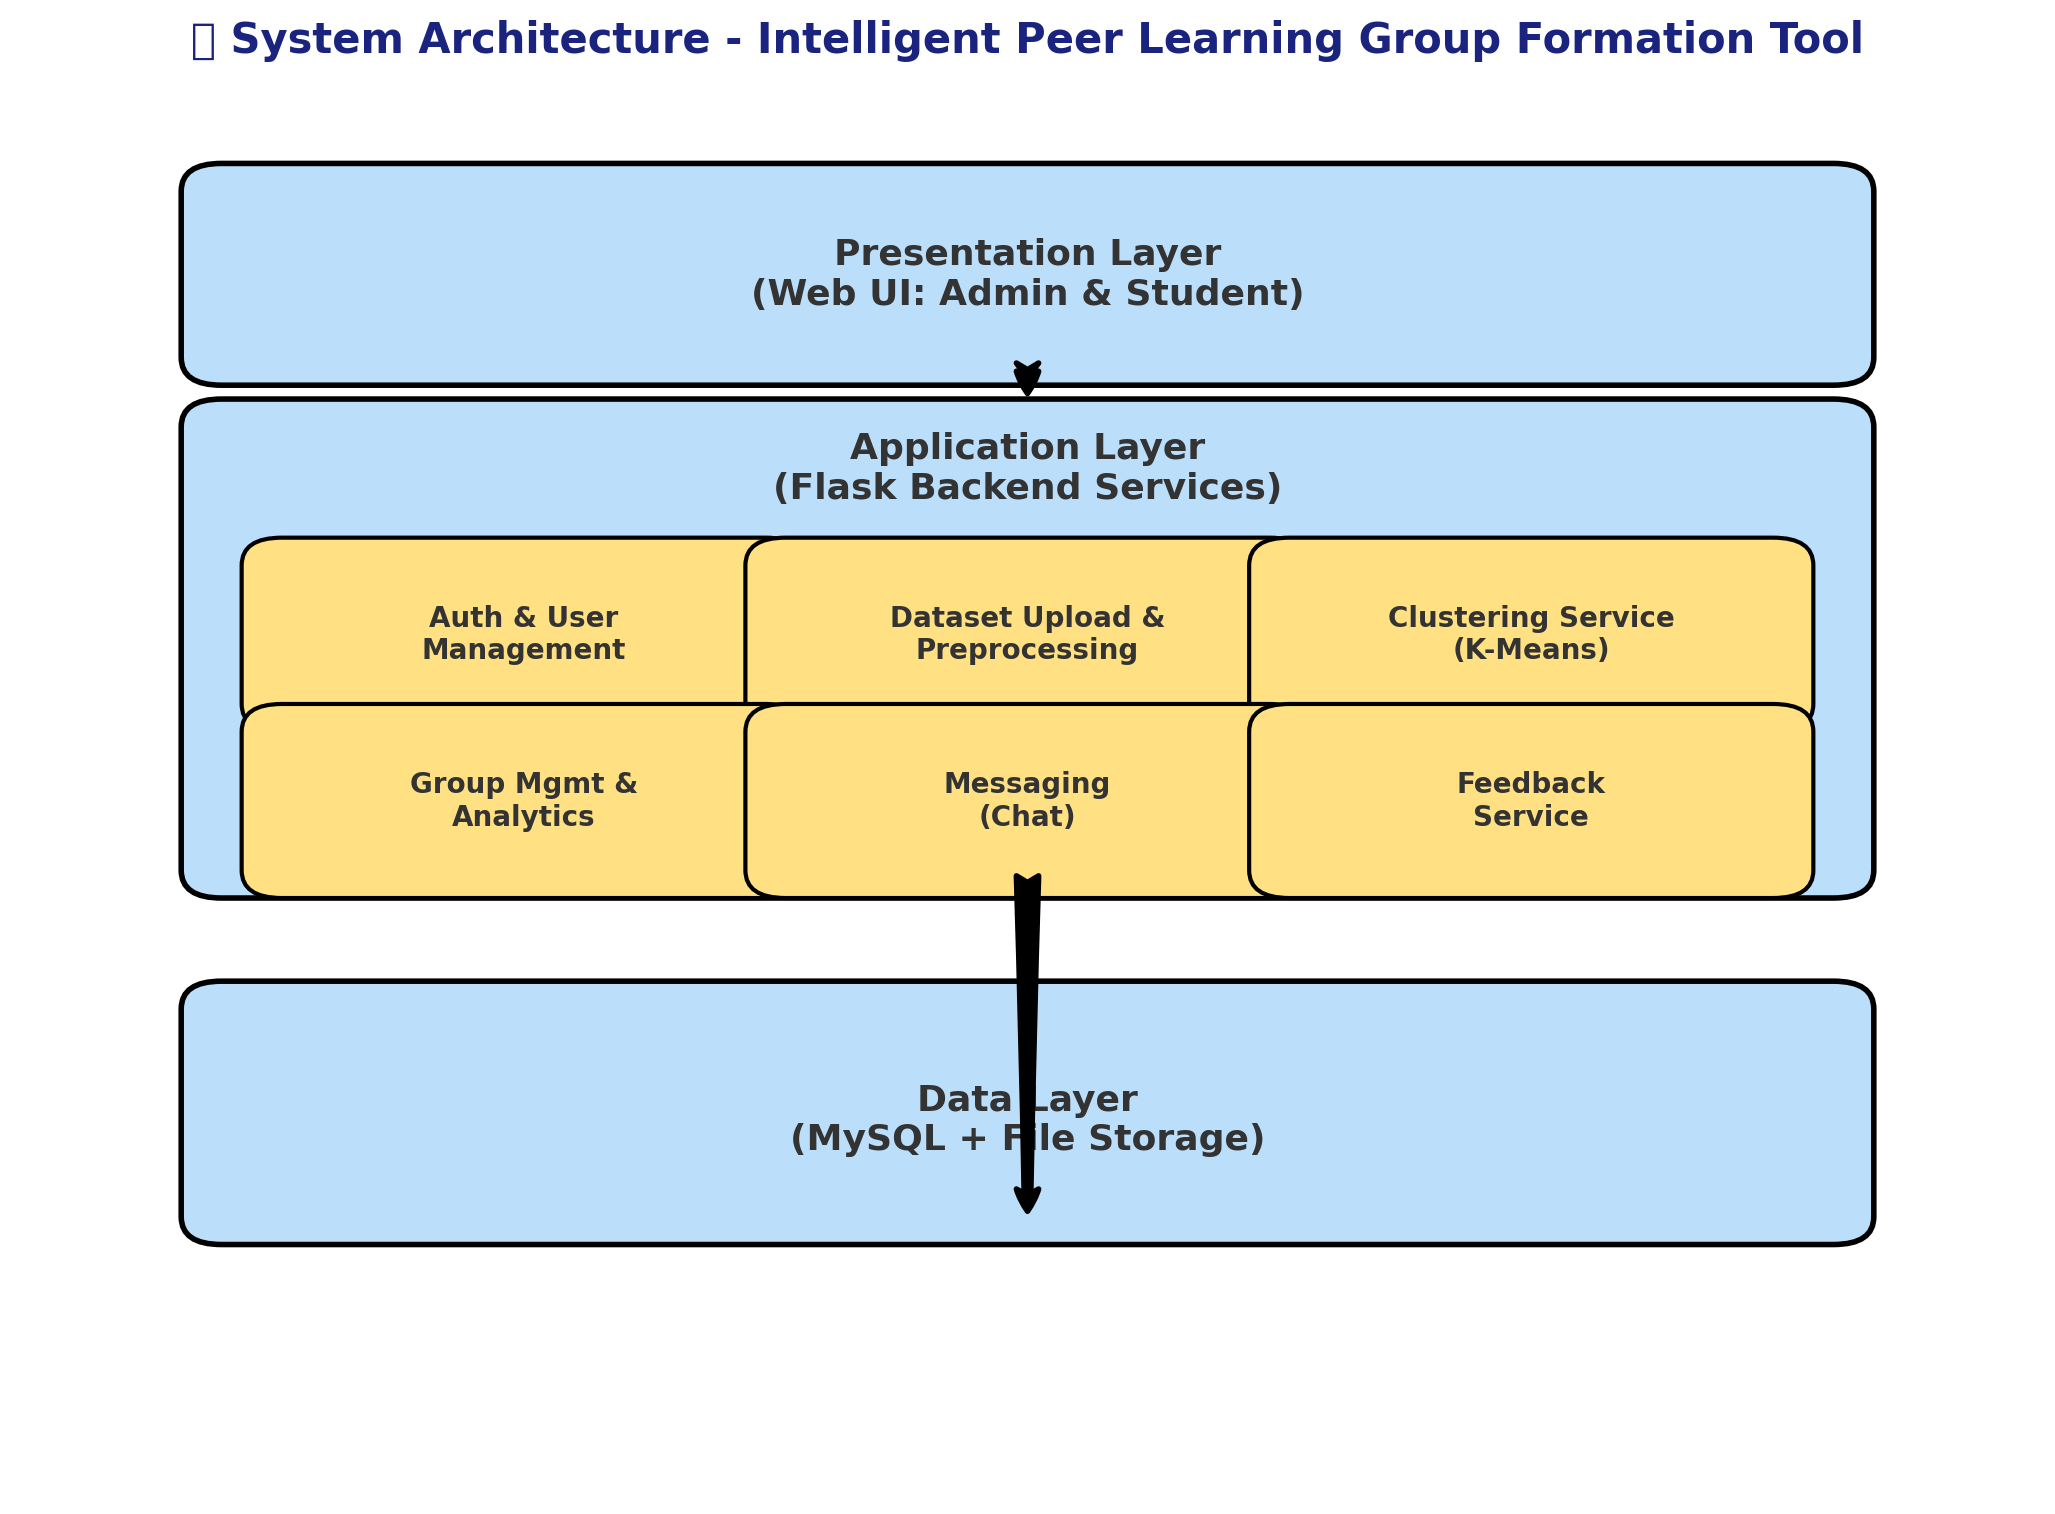 System Architecture - Intelligent Peer Learning Group Formation Tool
Presentation Layer
(Web UI: Admin & Student)
Application Layer
(Flask Backend Services)
Auth & User
Management
Dataset Upload &
Preprocessing
Clustering Service
(K-Means)
Group Mgmt &
Analytics
Messaging
(Chat)
Feedback
Service
Data Layer
(MySQL + File Storage)